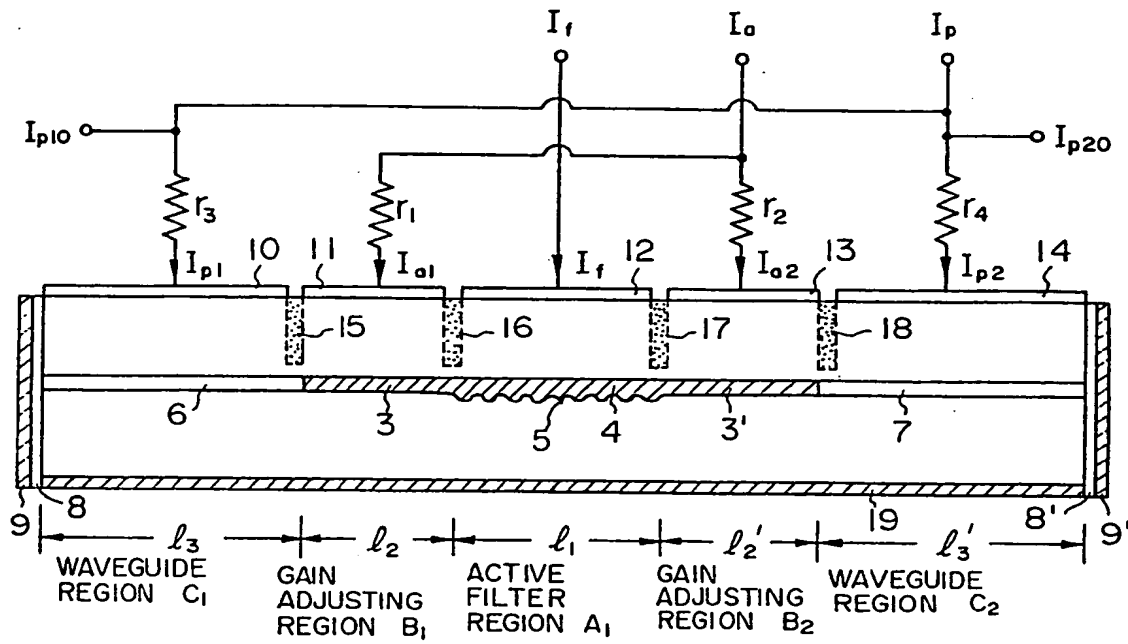 If Ia Ip
Ip10 Ip20
r3 r1 r2 r4
Ip1 10 11 Ia1 If 12 Ia2 13 Ip2 14
15 16 17 18
6 3 5 4 3' 7
9 8 19 8' 9'
ℓ3 ℓ2 ℓ1 ℓ2' ℓ3'
WAVEGUIDE
REGION C1
GAIN
ADJUSTING
REGION B1
ACTIVE
FILTER
REGION A1
GAIN
ADJUSTING
REGION B2
WAVEGUIDE
REGION C2